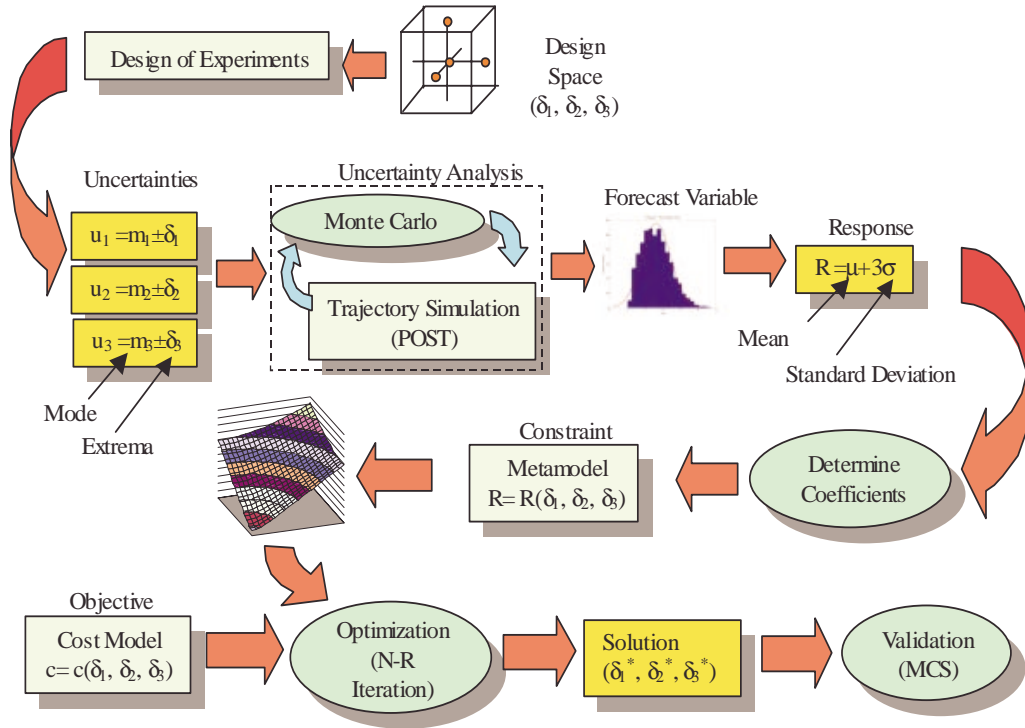 Design of Experiments
Design
Space
(δ₁, δ₂, δ₃)
Uncertainties
u₁ =m₁±δ₁
u₂ =m₂±δ₂
u₃ =m₃±δ₃
Mode
Extrema
Uncertainty Analysis
Monte Carlo
Trajectory Simulation
(POST)
Forecast Variable
Response
R =μ+3σ
Mean
Standard Deviation
Determine
Coefficients
Constraint
Metamodel
R= R(δ₁, δ₂, δ₃)
Objective
Cost Model
c= c(δ₁, δ₂, δ₃)
Optimization
(N-R
Iteration)
Solution
(δ₁*, δ₂*, δ₃*)
Validation
(MCS)